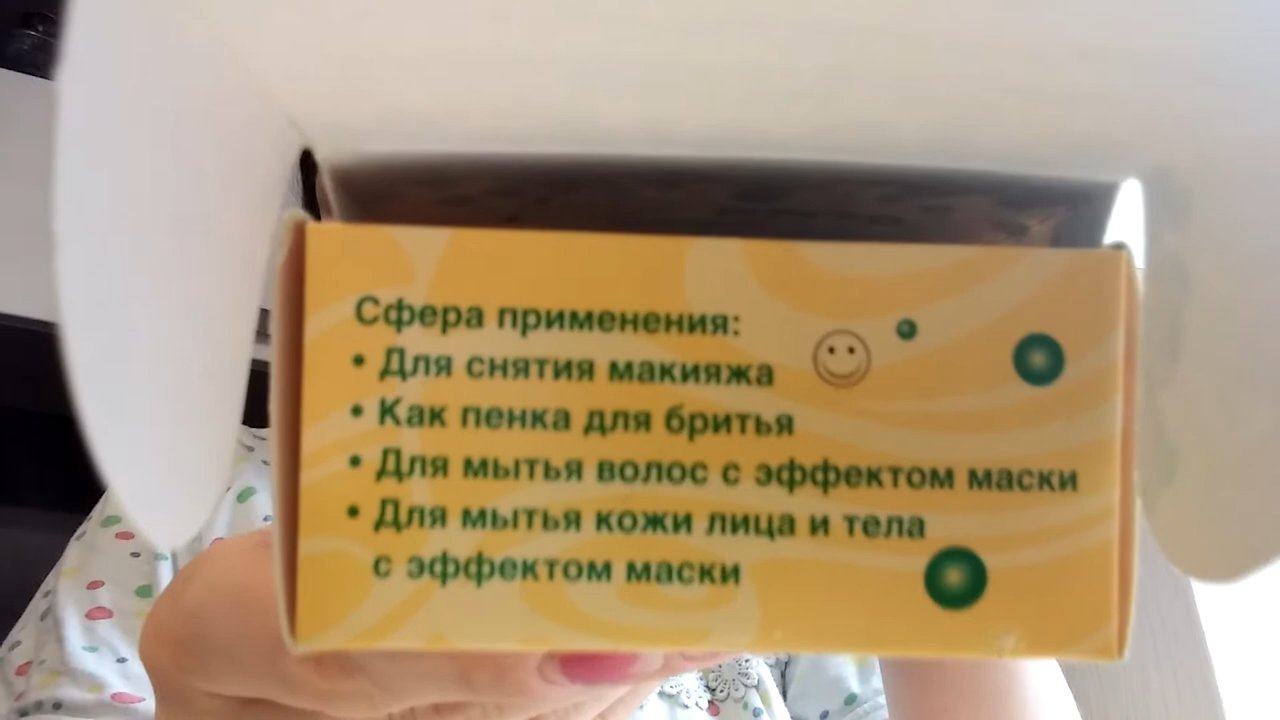 Сфера применения:
• Для снятия макияжа
• Как пенка для бритья
• Для мытья волос с эффектом маски
• Для мытья кожи лица и тела
с эффектом маски